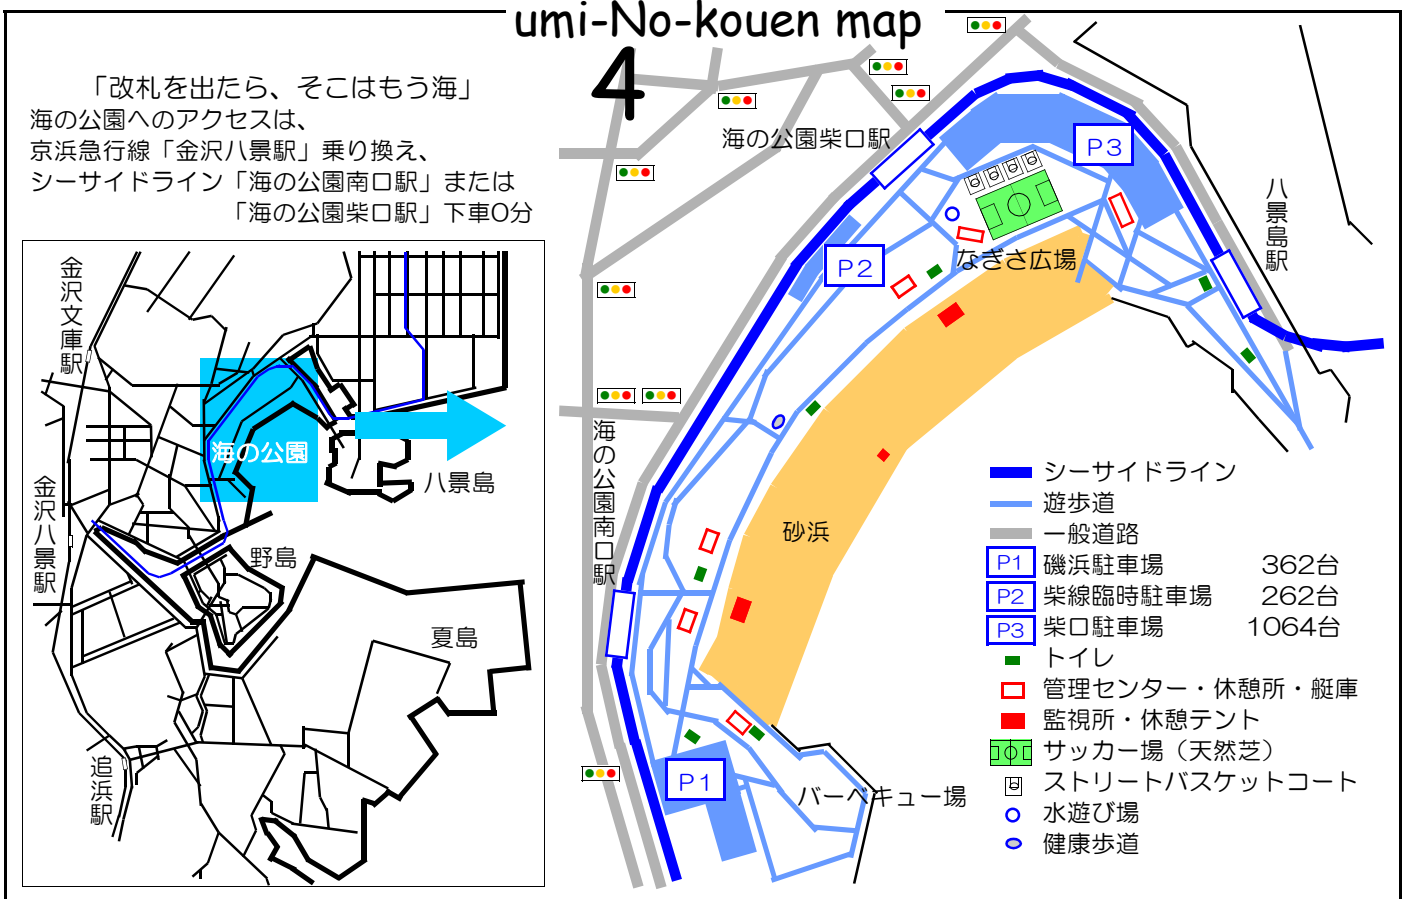 umi-No-kouen map
4
「改札を出たら、そこはもう海」
海の公園へのアクセスは、
京浜急行線「金沢八景駅」乗り換え、
シーサイドライン「海の公園南口駅」または
「海の公園柴口駅」下車0分
金沢文庫駅
金沢八景駅
海の公園
八景島
野島
夏島
追浜駅
海の公園柴口駅
P3
八景島駅
P2
なぎさ広場
海の公園南口駅
砂浜
P1
バーベキュー場
シーサイドライン
遊歩道
一般道路
P1 磯浜駐車場 362台
P2 柴線臨時駐車場 262台
P3 柴口駐車場 1064台
トイレ
管理センター・休憩所・艇庫
監視所・休憩テント
サッカー場（天然芝）
ストリートバスケットコート
水遊び場
健康歩道